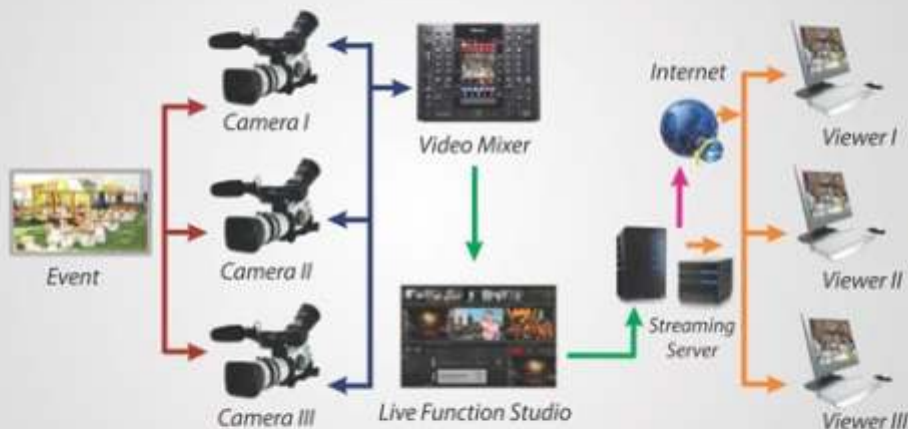 Event
Camera I
Camera II
Camera III
Video Mixer
Live Function Studio
Streaming
Server
Internet
Viewer I
Viewer II
Viewer III